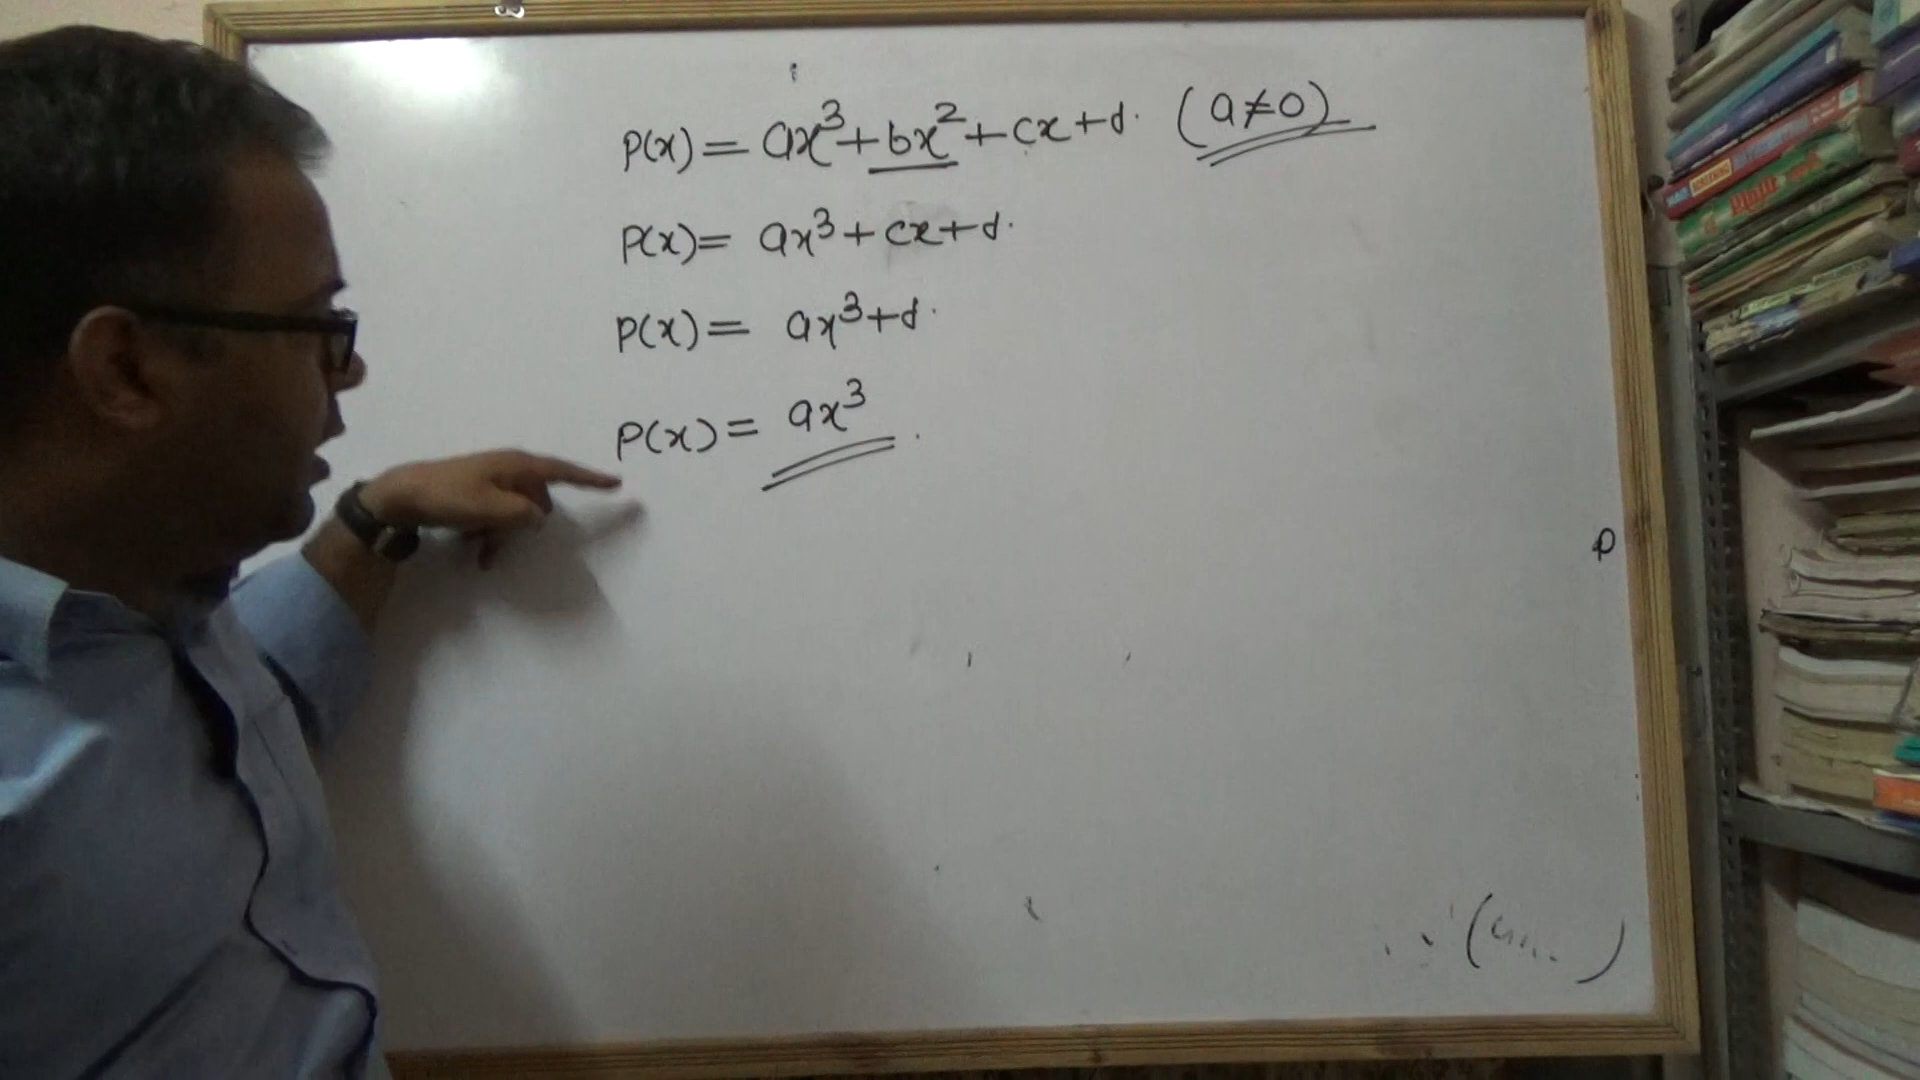 P(x) = ax³ + bx² + cx + d. (a ≠ 0)
P(x) = ax³ + cx + d.
P(x) = ax³ + d.
P(x) = ax³.
P